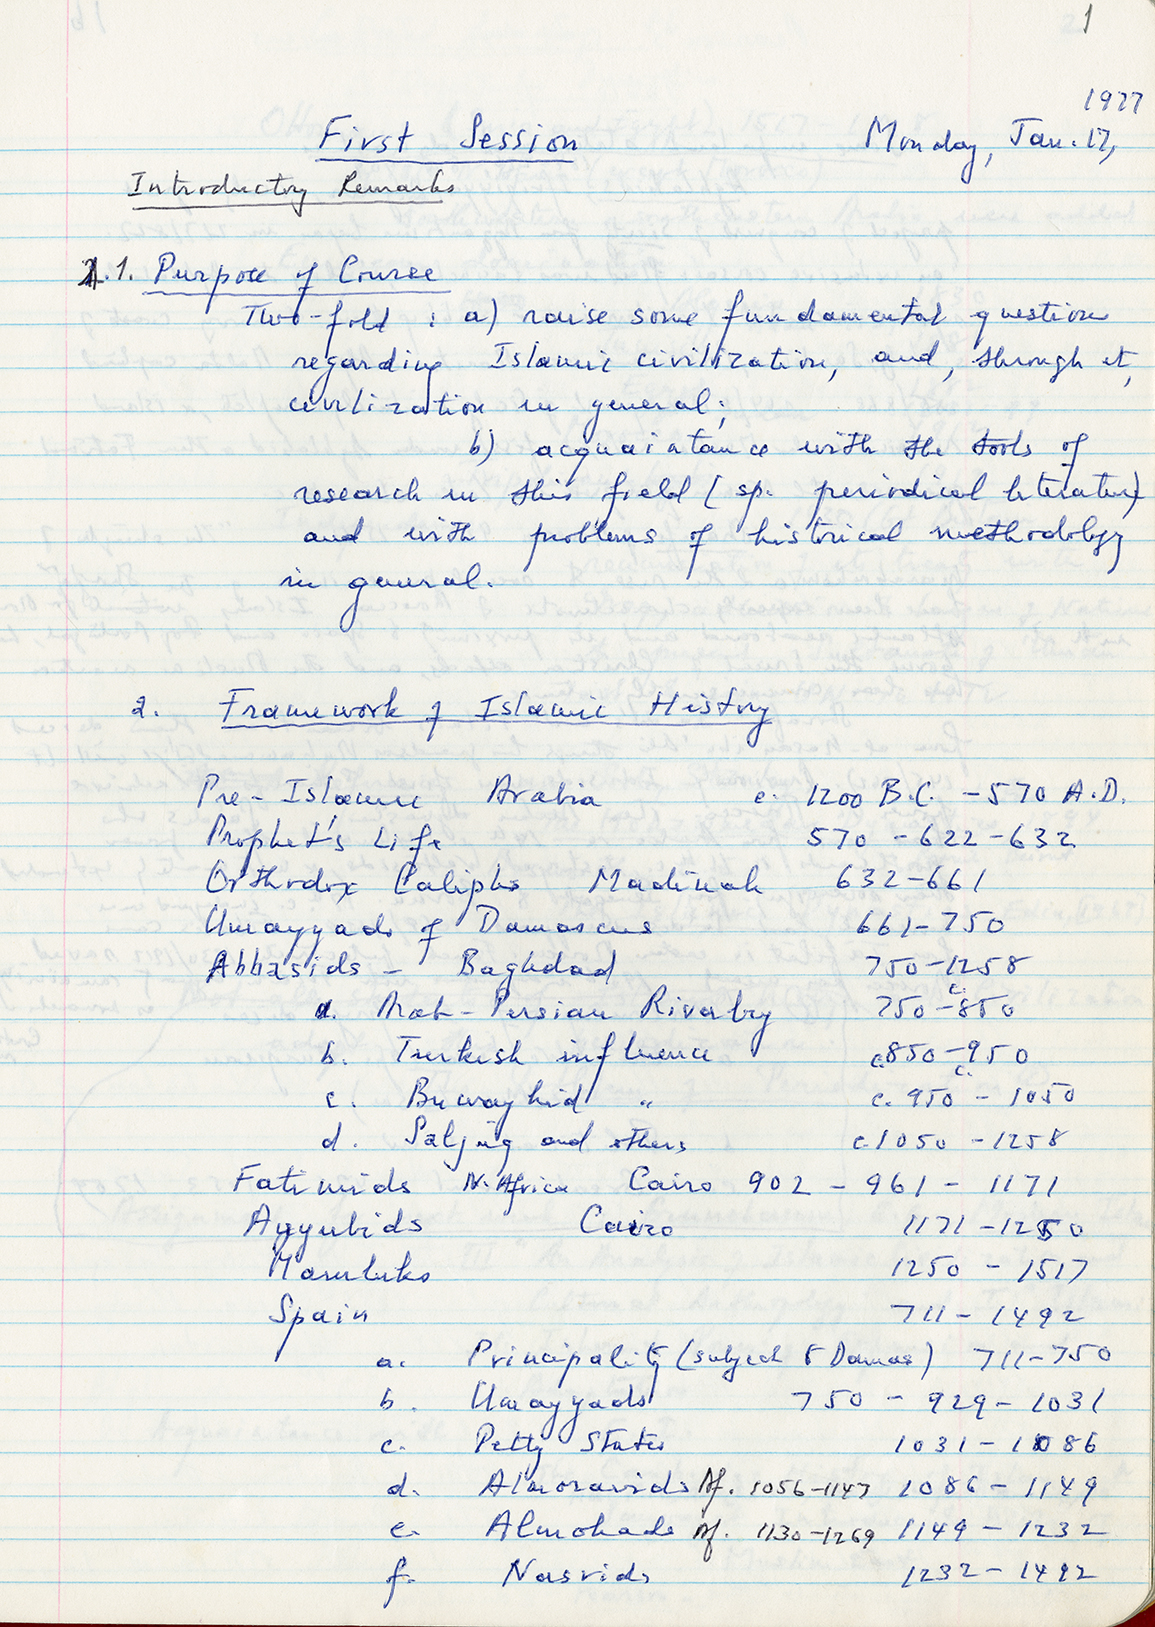 1
1977
First Session Monday, Jan. 17,
Introductory Remarks
1. Purpose of Course
Two-fold : a) raise some fundamental question
regarding Islamic civilization, and, through it,
civilization in general;
b) acquaintance with the tools of
research in this field (sp. periodical literature)
and with problems of historical methodology
in general.
2. Framework of Islamic History
Pre-Islamic Arabia c. 1200 B.C. - 570 A.D.
Prophet's Life 570 - 622 - 632
Orthodox Caliphs Madinah 632-661
Umayyads of Damascus 661-750
Abbasids - Baghdad 750-1258
a. Arab-Persian Rivalry 750 - c. 850
b. Turkish influence c. 850 - c. 950
c. Buwayhid " c. 950 - 1050
d. Saljuq and others c. 1050 - 1258
Fatimids N. Africa Cairo 902 - 961 - 1171
Ayyubids Cairo 1171 - 1250
Mamluks 1250 - 1517
Spain 711 - 1492
a. Principality (subject to Damas) 711-750
b. Umayyads 750 - 929 - 1031
c. Petty States 1031 - 1086
d. Almoravids Af. 1056-1147 1086 - 1149
e. Almohads Af. 1130-1269 1149 - 1232
f. Nasrids 1232 - 1492